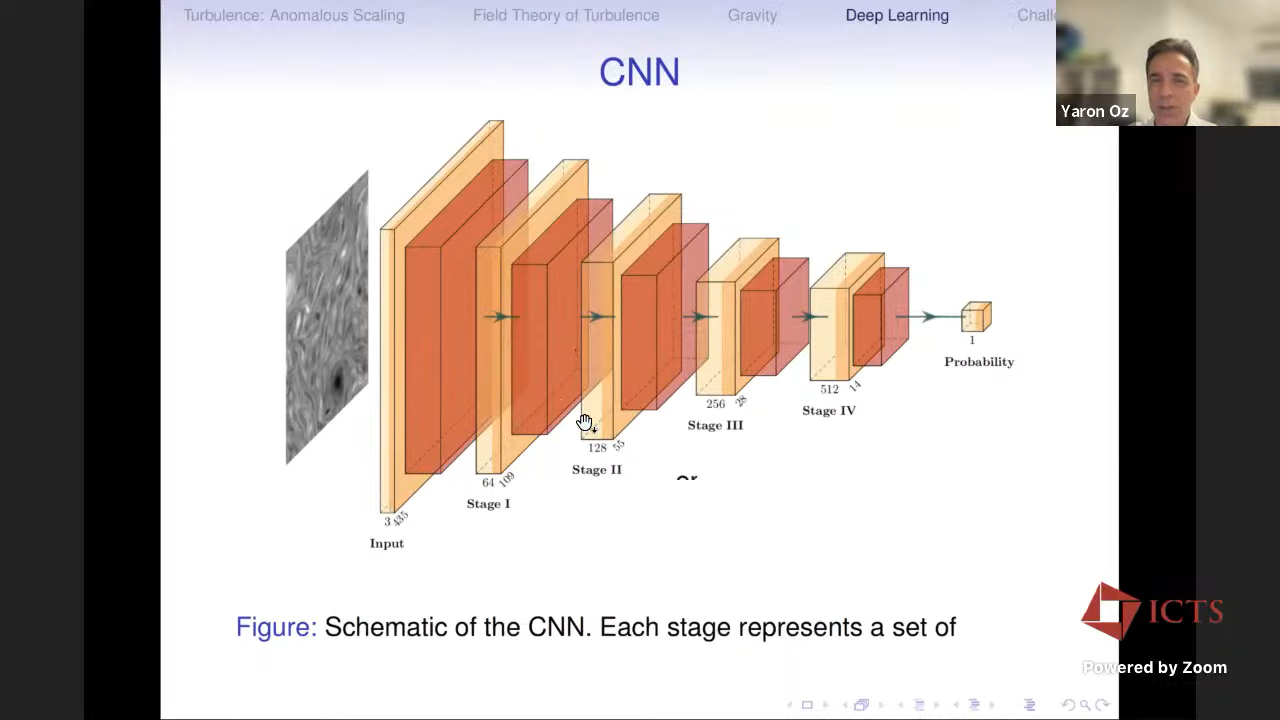 Turbulence: Anomalous Scaling Field Theory of Turbulence Gravity Deep Learning
CNN
Yaron Oz
1
Probability
512 14
Stage IV
256 28
Stage III
128 55
Stage II
or
64 109
Stage I
3 435
Input
Figure: Schematic of the CNN. Each stage represents a set of
ICTS
Powered by Zoom